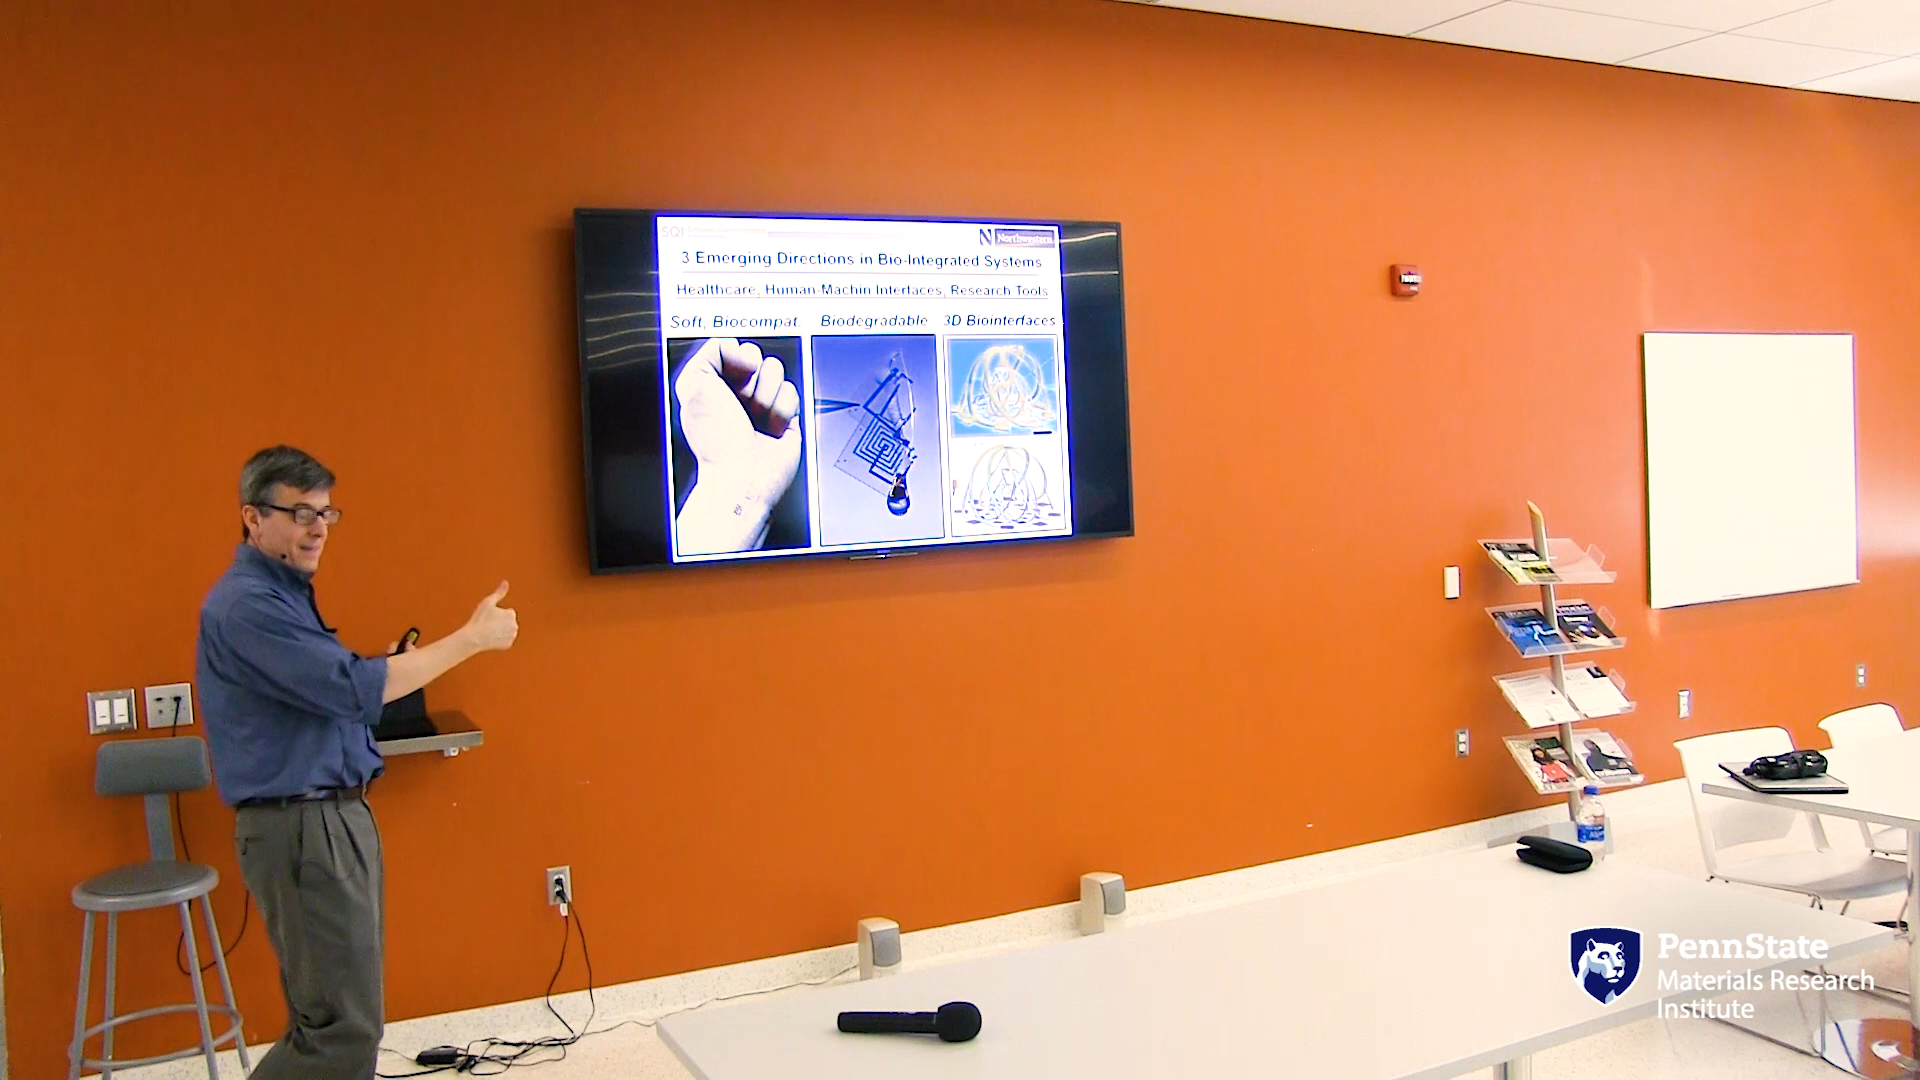 SQI
Northwestern
3 Emerging Directions in Bio-Integrated Systems
Healthcare, Human-Machin Interfaces, Research Tools
Soft, Biocompat.
Biodegradable
3D Biointerfaces
PennState
Materials Research
Institute